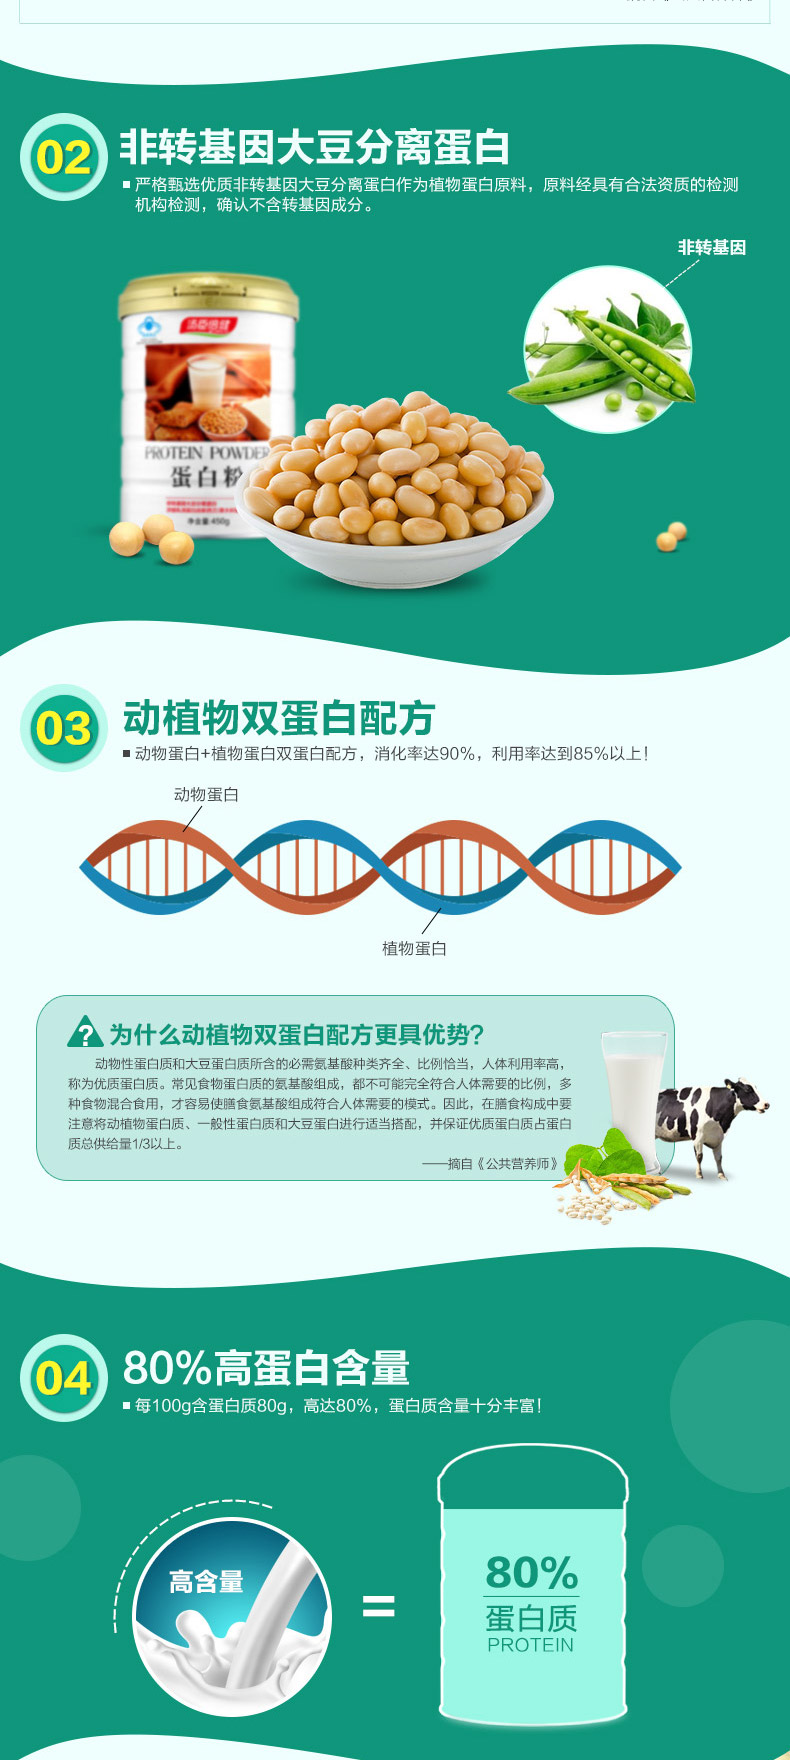 02
非转基因大豆分离蛋白
严格甄选优质非转基因大豆分离蛋白作为植物蛋白原料，原料经具有合法资质的检测
机构检测，确认不含转基因成分。
非转基因
汤臣倍健
PROTEIN POWDER
蛋白粉
净含量:450g
03
动植物双蛋白配方
动物蛋白+植物蛋白双蛋白配方，消化率达90%，利用率达到85%以上！
动物蛋白
植物蛋白
?
为什么动植物双蛋白配方更具优势？
动物性蛋白质和大豆蛋白质所含的必需氨基酸种类齐全、比例恰当，人体利用率高，
称为优质蛋白质。常见食物蛋白质的氨基酸组成，都不可能完全符合人体需要的比例，多
种食物混合食用，才容易使膳食氨基酸组成符合人体需要的模式。因此，在膳食构成中要
注意将动植物蛋白质、一般性蛋白质和大豆蛋白进行适当搭配，并保证优质蛋白质占蛋白
质总供给量1/3以上。
——摘自《公共营养师》
04
80%高蛋白含量
每100g含蛋白质80g，高达80%，蛋白质含量十分丰富！
高含量
=
80%
蛋白质
PROTEIN